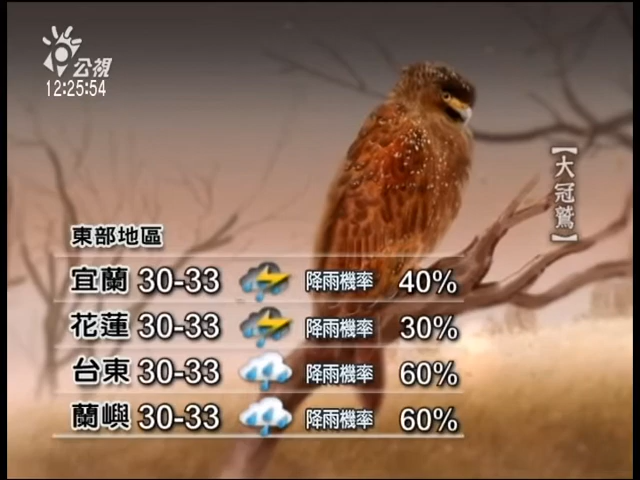 公視
12:25:54
【大冠鷲】
東部地區
宜蘭 30-33 降雨機率 40%
花蓮 30-33 降雨機率 30%
台東 30-33 降雨機率 60%
蘭嶼 30-33 降雨機率 60%